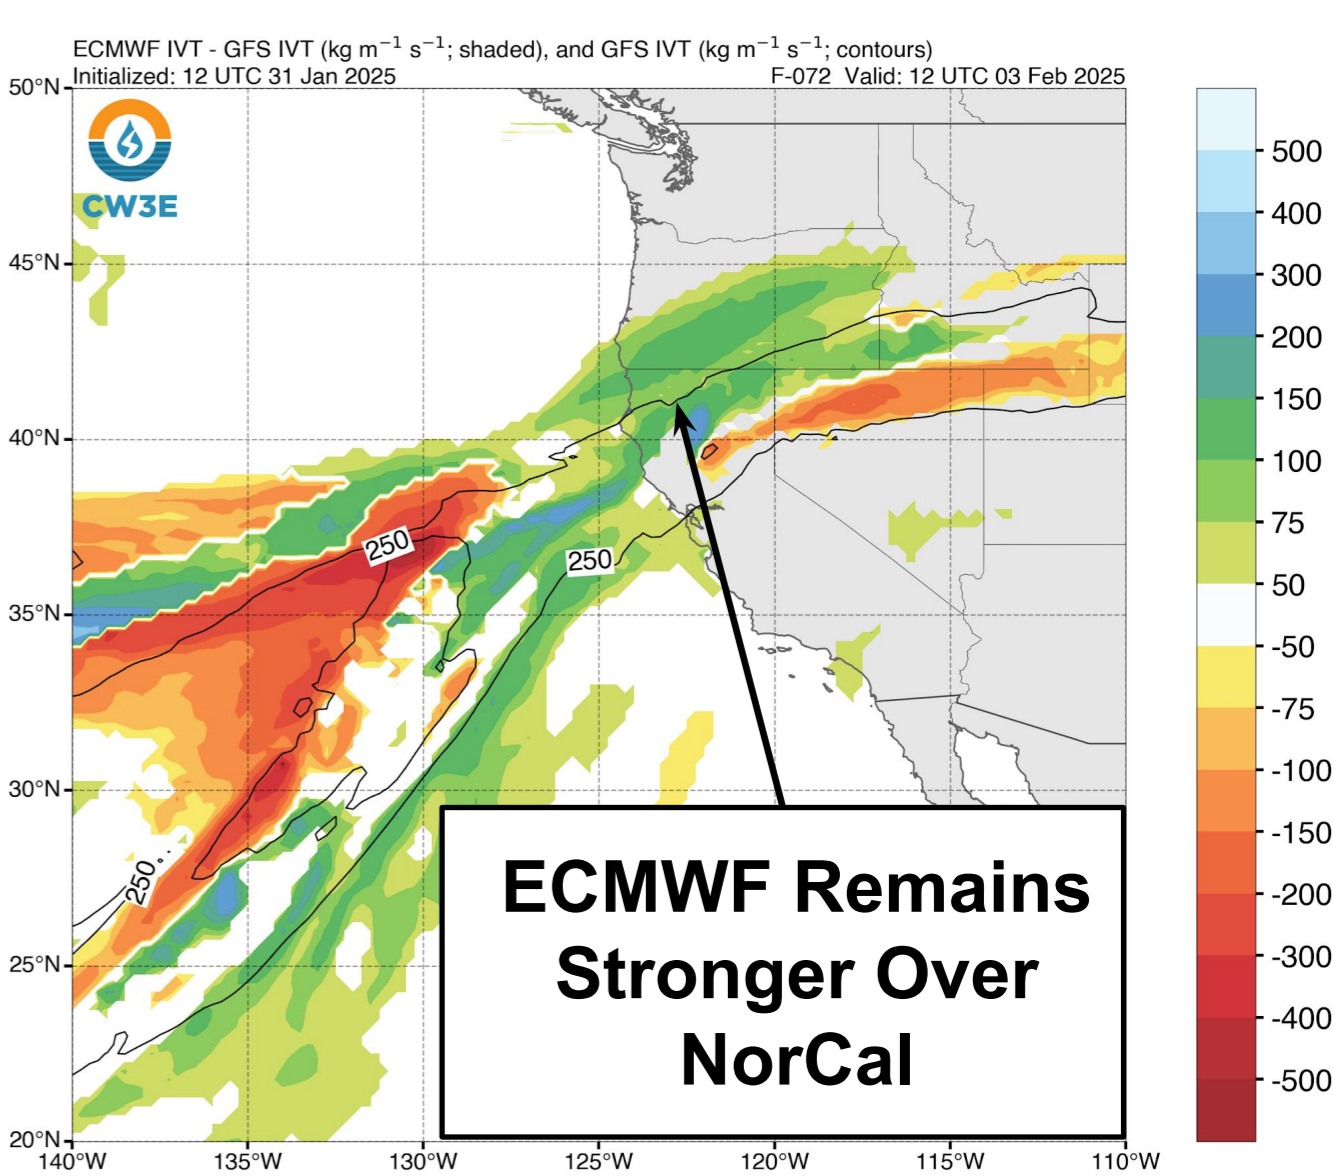 ECMWF IVT - GFS IVT (kg m⁻¹ s⁻¹; shaded), and GFS IVT (kg m⁻¹ s⁻¹; contours)
Initialized: 12 UTC 31 Jan 2025
F-072 Valid: 12 UTC 03 Feb 2025
50°N
45°N
40°N
35°N
30°N
25°N
20°N
CW3E
250
250
250
ECMWF Remains
Stronger Over
NorCal
140°W
135°W
130°W
125°W
120°W
115°W
110°W
500
400
300
200
150
100
75
50
-50
-75
-100
-150
-200
-300
-400
-500